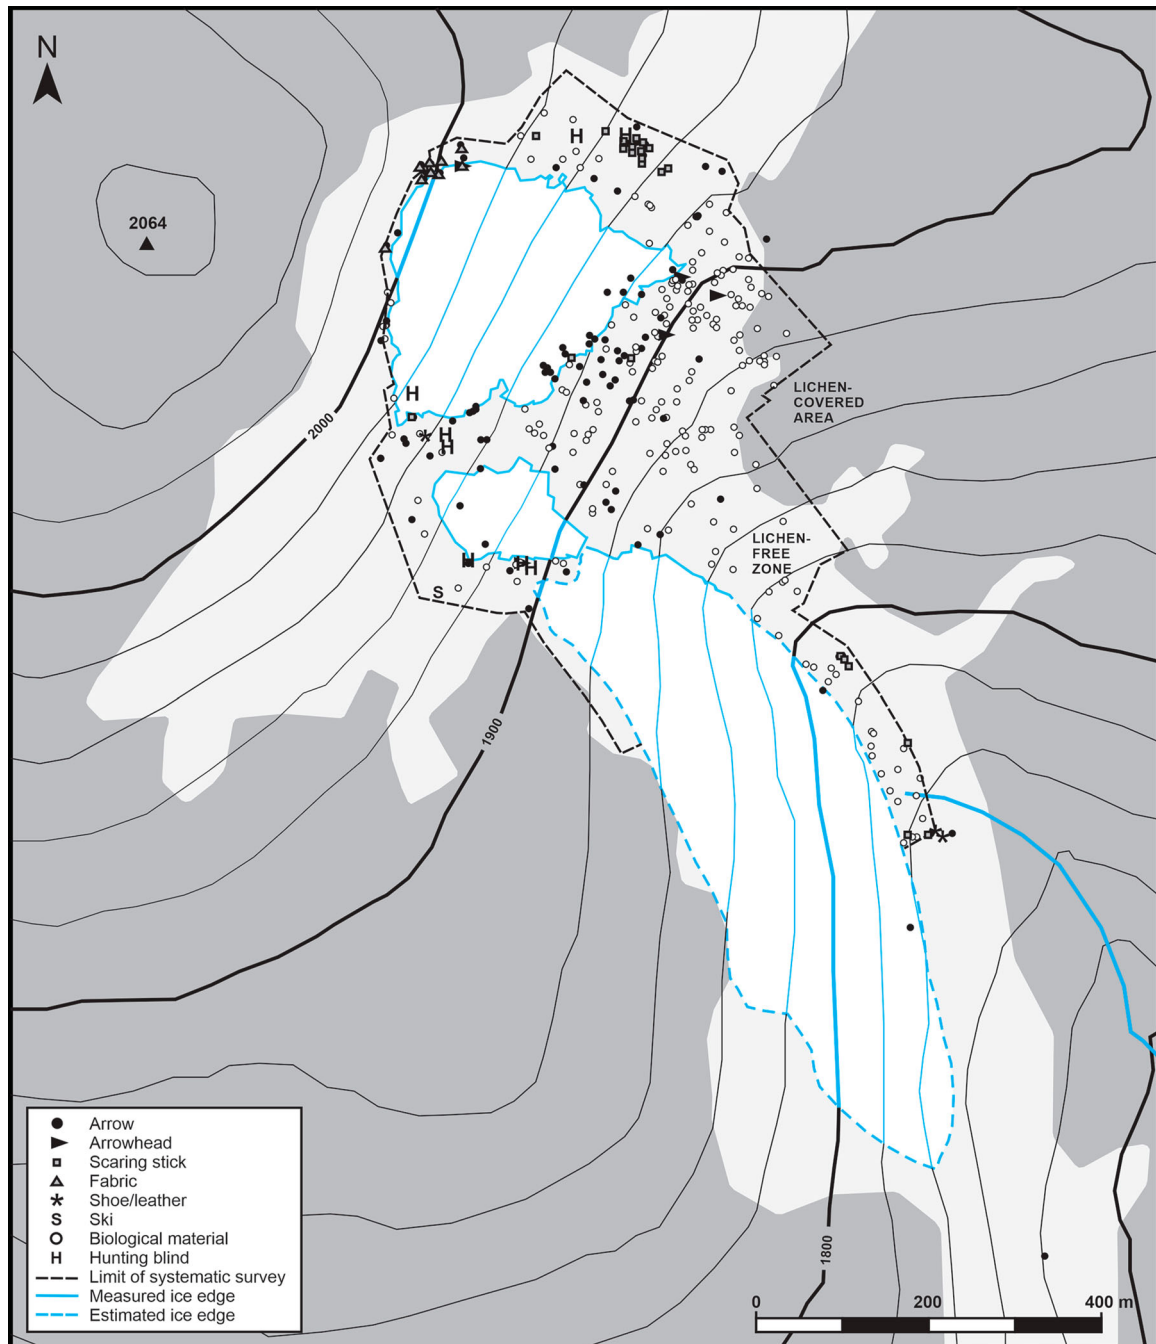 N
H
H
2064
H
2000
H
H
LICHEN-
COVERED
AREA
LICHEN-
FREE
ZONE
H
H
S
1900
1800
Arrow
Arrowhead
Scaring stick
Fabric
Shoe/leather
S Ski
Biological material
H Hunting blind
Limit of systematic survey
Measured ice edge
Estimated ice edge
0 200 400 m